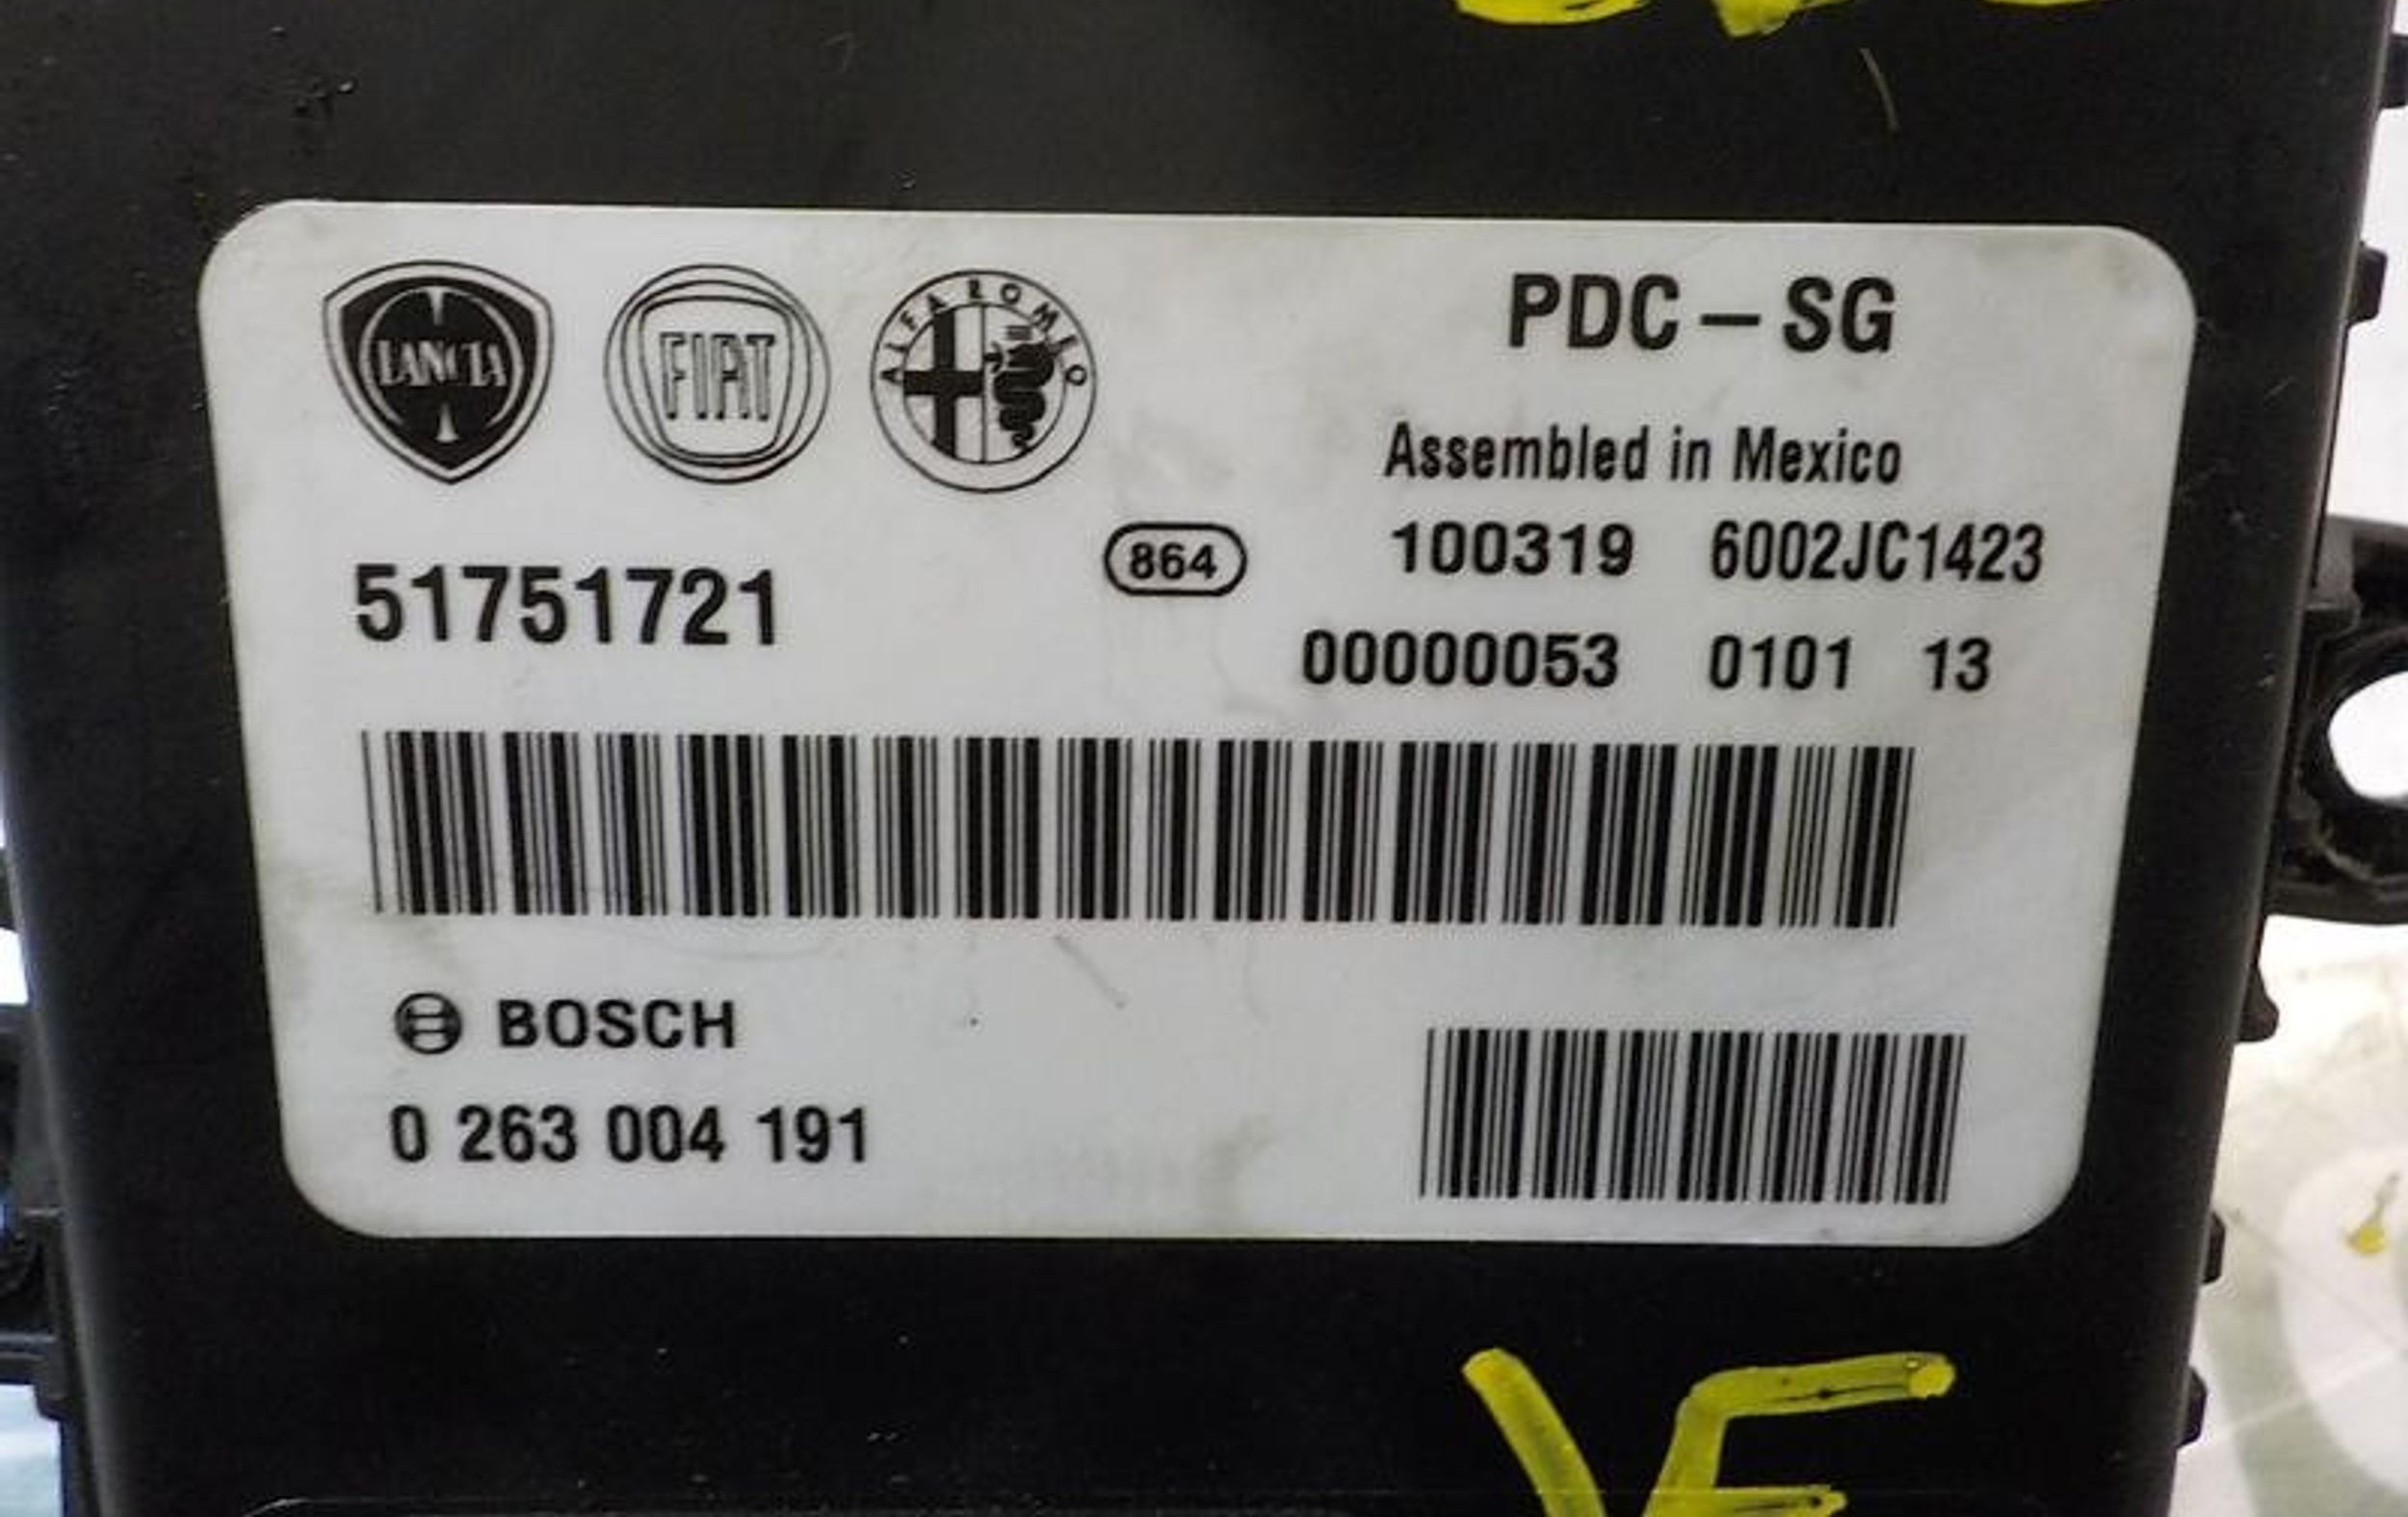 LANCIA FIAT ALFA ROMEO
PDC – SG
Assembled in Mexico
864 100319 6002JC1423
51751721
00000053 0101 13
BOSCH
0 263 004 191
VF